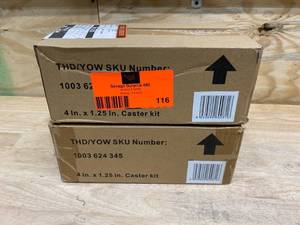 THD/YOW SKU Number:
1003 62
116
4 in. x 1.25 in. Caster kit
THD/YOW SKU Number:
1003 624 345
4 in. x 1.25 in. Caster kit